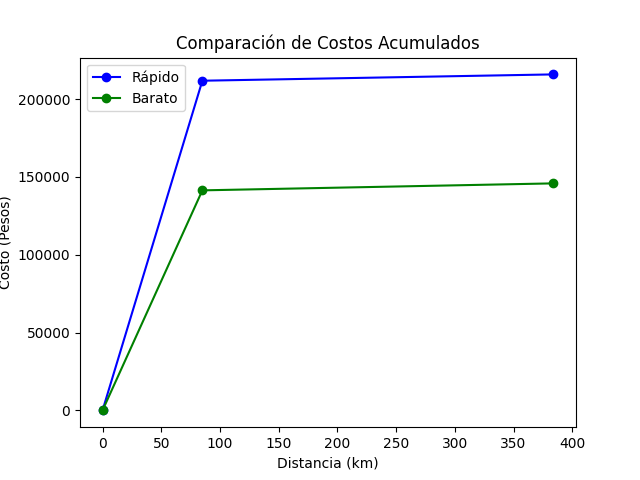 Comparación de Costos Acumulados
Rápido
Barato
200000
150000
100000
50000
0
Costo (Pesos)
0 50 100 150 200 250 300 350 400
Distancia (km)